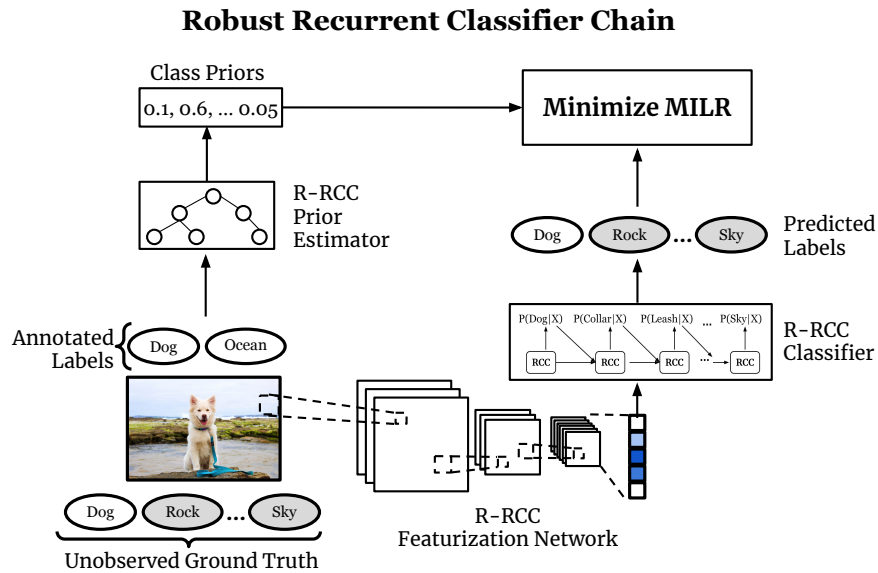 Robust Recurrent Classifier Chain
Class Priors
0.1, 0.6, ... 0.05
Minimize MILR
R-RCC
Prior
Estimator
Dog
Rock
...
Sky
Predicted
Labels
Annotated
Labels
Dog
Ocean
P(Dog|X)
P(Collar|X)
P(Leash|X)
...
P(Sky|X)
RCC
RCC
RCC
...
RCC
R-RCC
Classifier
Dog
Rock
...
Sky
Unobserved Ground Truth
R-RCC
Featurization Network